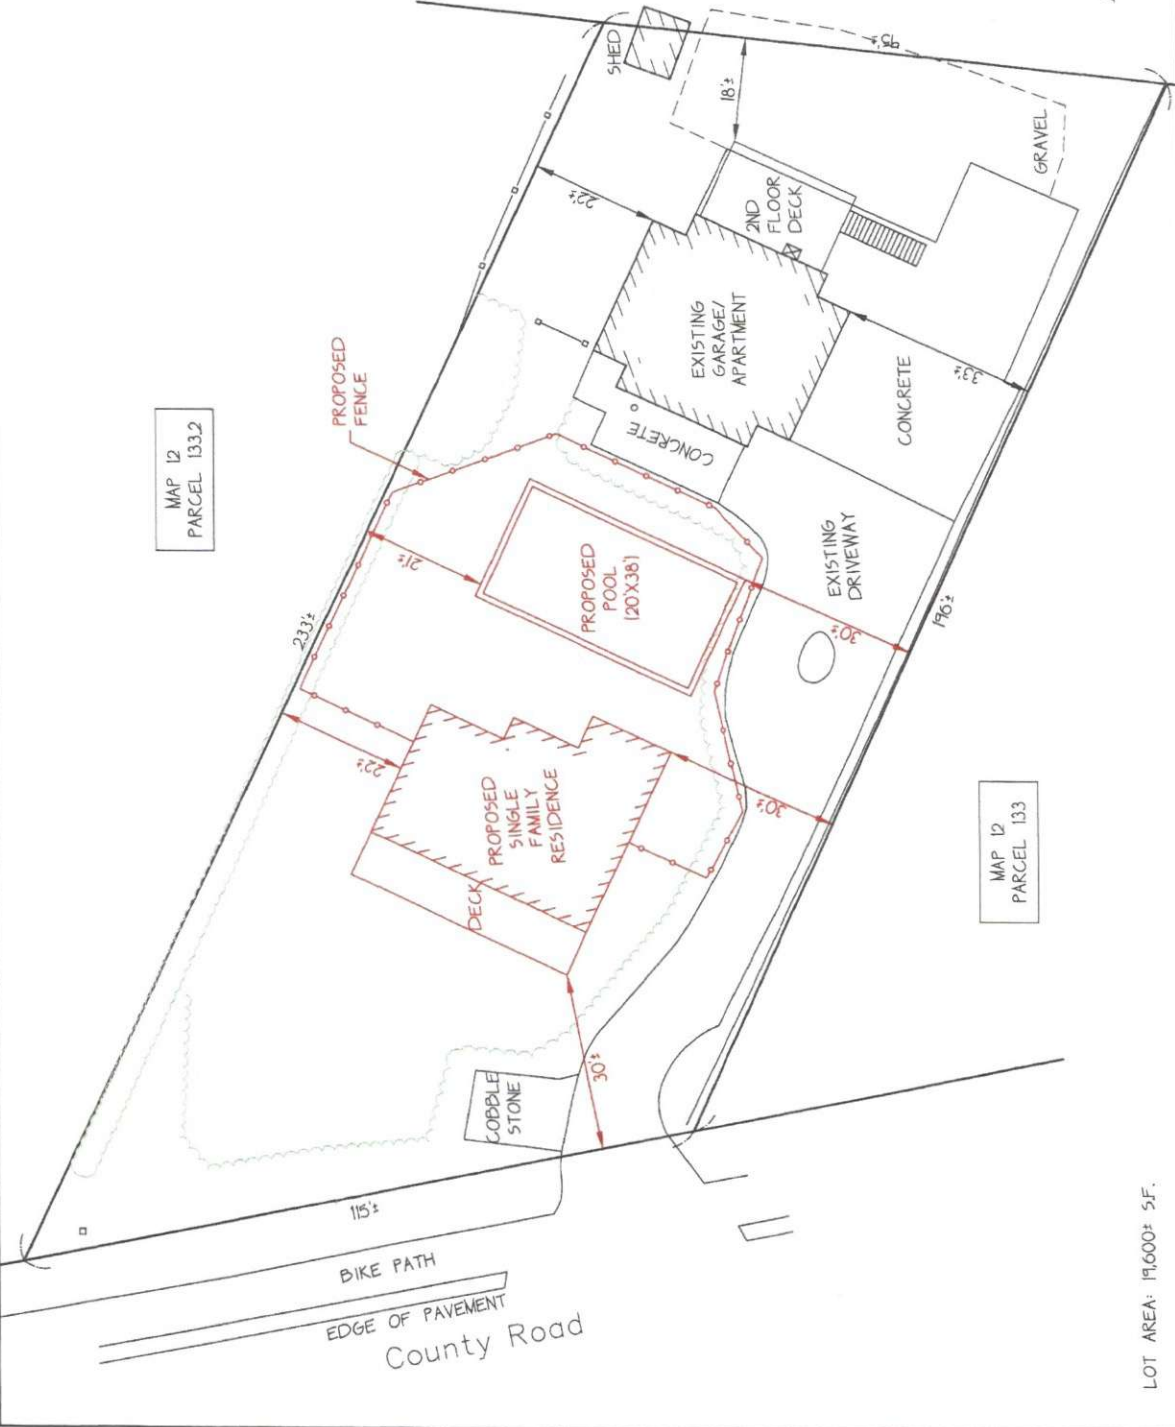 SHED
95'±
18'±
GRAVEL
22'±
2ND
FLOOR
DECK
EXISTING
GARAGE/
APARTMENT
33'±
CONCRETE
CONCRETE
PROPOSED
FENCE
MAP 12
PARCEL 133.2
21'±
PROPOSED
POOL
(20'X38')
EXISTING
DRIVEWAY
233'±
30'±
196'±
22'±
PROPOSED
SINGLE
FAMILY
RESIDENCE
30'±
DECK
MAP 12
PARCEL 133
COBBLE
STONE
30'±
115'±
BIKE PATH
EDGE OF PAVEMENT
County Road
LOT AREA: 19,600± S.F.